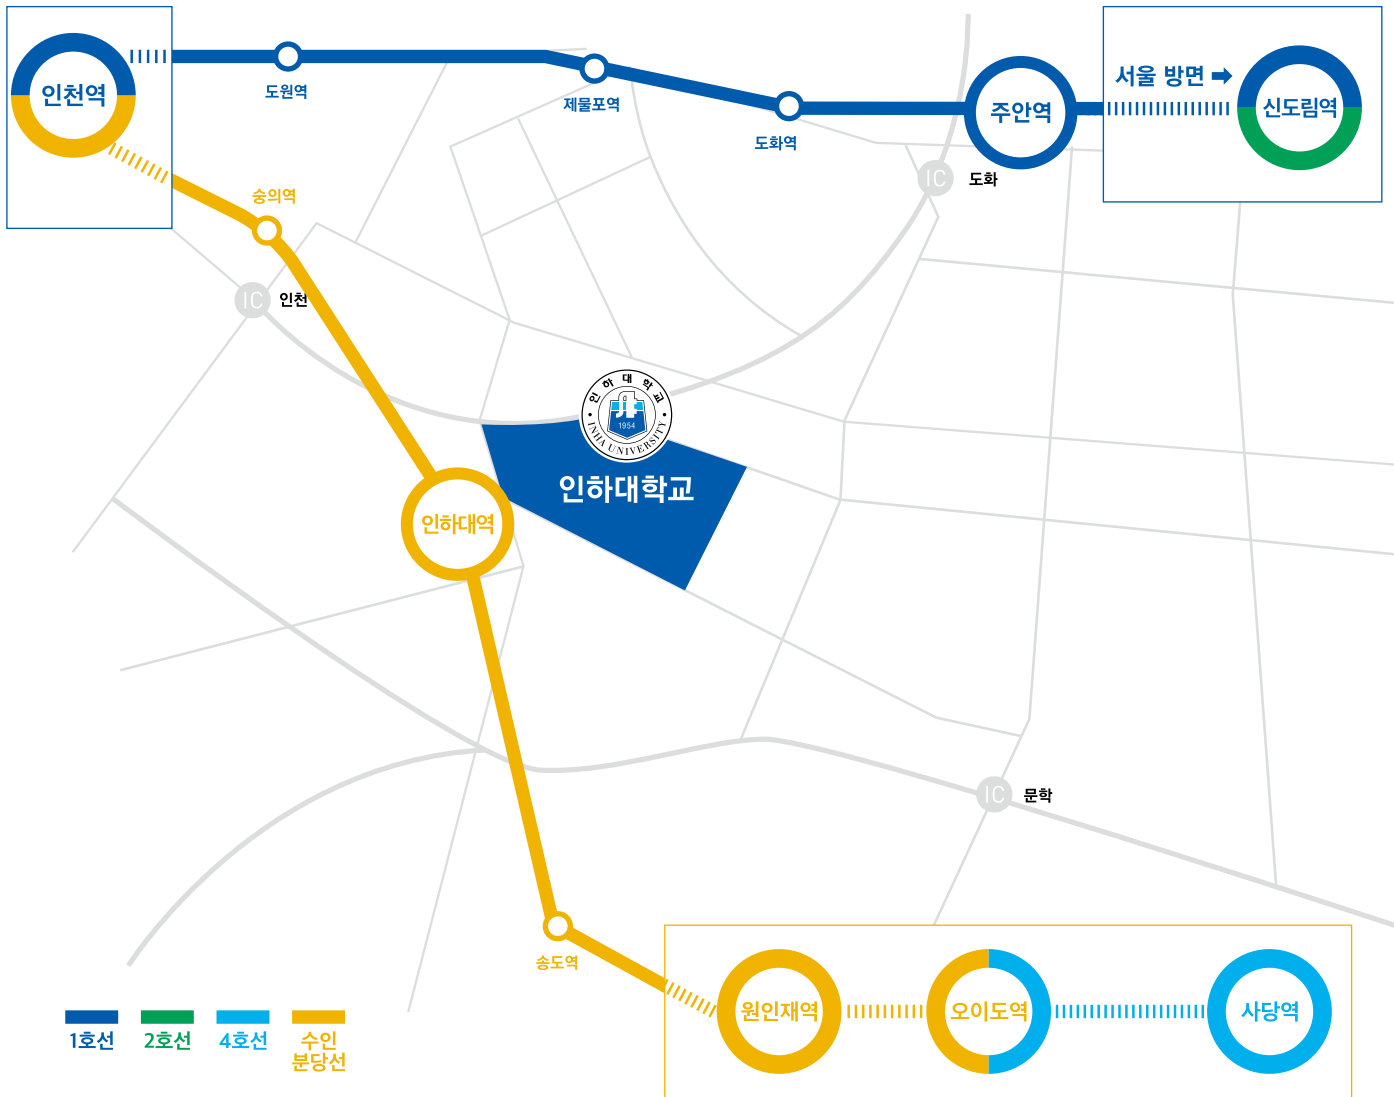 인천역
도원역
제물포역
도화역
주안역
서울 방면
신도림역
IC 도화
숭의역
IC 인천
인하대학교
1954
INHA UNIVERSITY
인하대학교
인하대역
IC 문학
송도역
원인재역
오이도역
사당역
1호선
2호선
4호선
수인
분당선